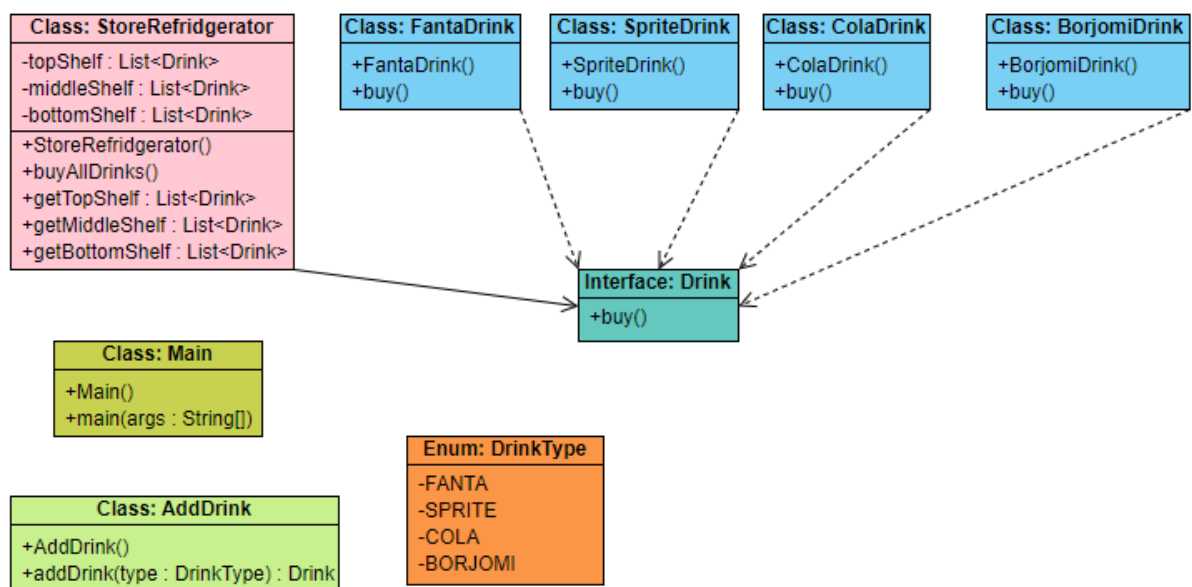 Class: StoreRefridgerator
-topShelf : List<Drink>
-middleShelf : List<Drink>
-bottomShelf : List<Drink>
+StoreRefridgerator()
+buyAllDrinks()
+getTopShelf : List<Drink>
+getMiddleShelf : List<Drink>
+getBottomShelf : List<Drink>
Class: FantaDrink
+FantaDrink()
+buy()
Class: SpriteDrink
+SpriteDrink()
+buy()
Class: ColaDrink
+ColaDrink()
+buy()
Class: BorjomiDrink
+BorjomiDrink()
+buy()
Interface: Drink
+buy()
Class: Main
+Main()
+main(args : String[])
Enum: DrinkType
-FANTA
-SPRITE
-COLA
-BORJOMI
Class: AddDrink
+AddDrink()
+addDrink(type : DrinkType) : Drink